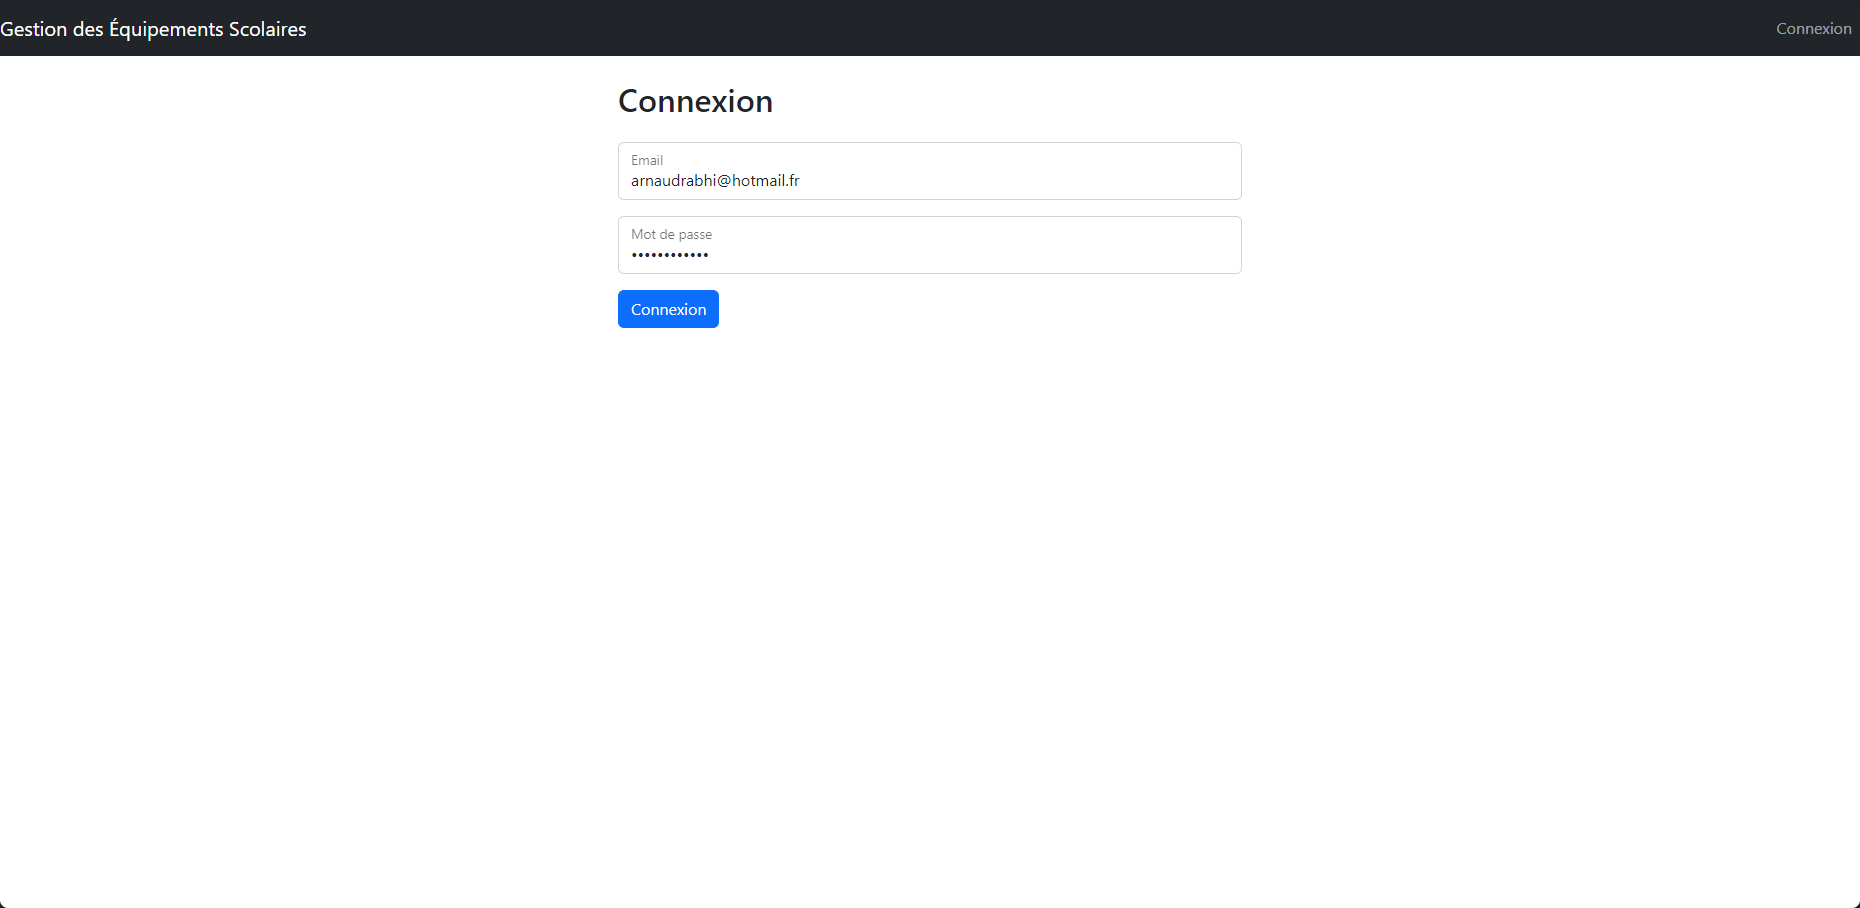 Gestion des Équipements Scolaires
Connexion
Connexion
Email
arnaudrabhi@hotmail.fr
Mot de passe
••••••••••••
Connexion